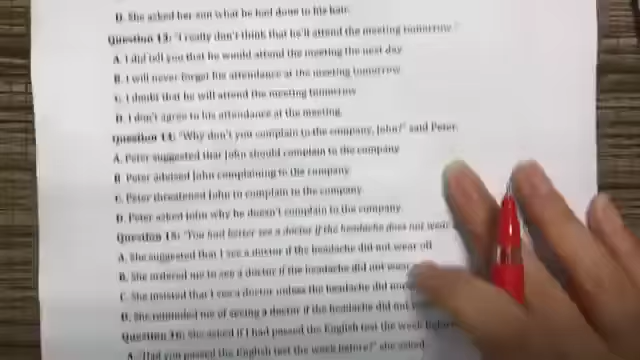 D. She asked her son what he had done to his hair.
Question 13: "I really don't think that he'll attend the meeting tomorrow."
A. I did tell you that he would attend the meeting the next day
B. I will never forget his attendance at the meeting tomorrow
C. I doubt that he will attend the meeting tomorrow
D. I don't agree to his attendance at the meeting.
Question 14: "Why don't you complain to the company, John?" said Peter.
A. Peter suggested that John should complain to the company
B. Peter advised John complaining to the company
C. Peter threatened John to complain to the company
D. Peter asked John why he doesn't complain to the company.
Question 15: "You had better see a doctor if the headache does not wear
A. She suggested that I see a doctor if the headache did not wear off
B. She ordered me to see a doctor if the headache did not wear
C. She insisted that I see a doctor unless the headache did
D. She reminded me of seeing a doctor if the headache did not
Question 16: She asked if I had passed the English test the week before
A. "Had you passed the English test the week before?" she asked